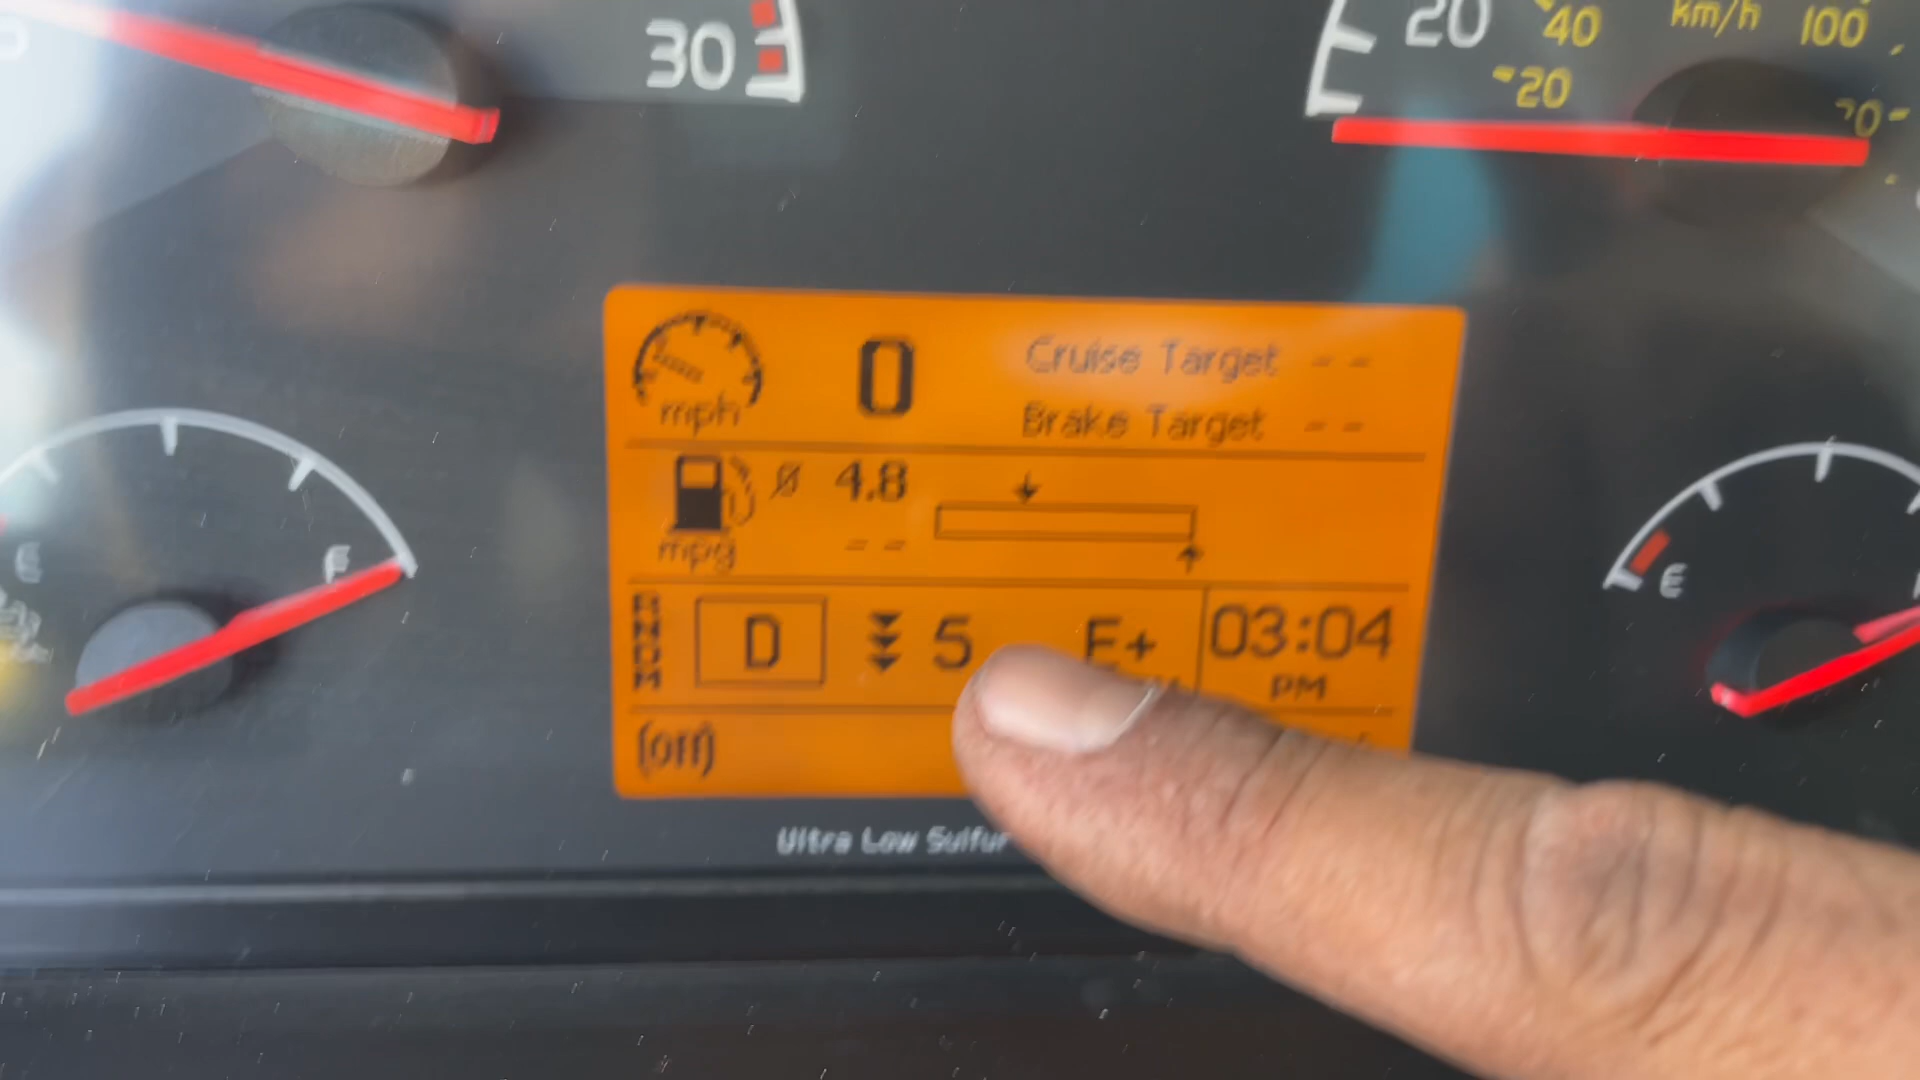 30
20 40 km/h 100
20
mph 0 Cruise Target --
Brake Target --
Ø 4.8
mpg --
E F
E
D 5 E+ 03:04
PM
(Off)
Ultra Low Sulfur